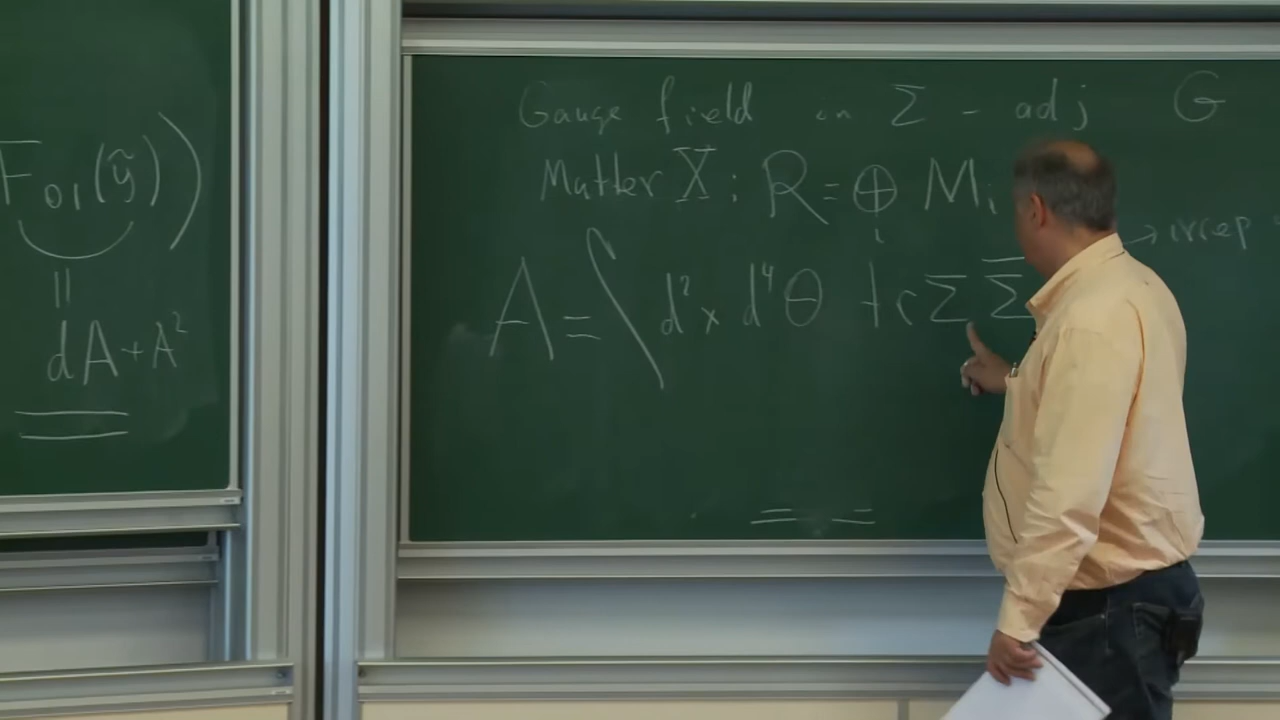 F₀₁(ỹ))
||
dA+A²
Gauge field on Σ - adj G
Matter X; R = ⊕ᵢ Mᵢ
→ irrep
A = ∫ d²x d⁴θ tr Σ Σ̄